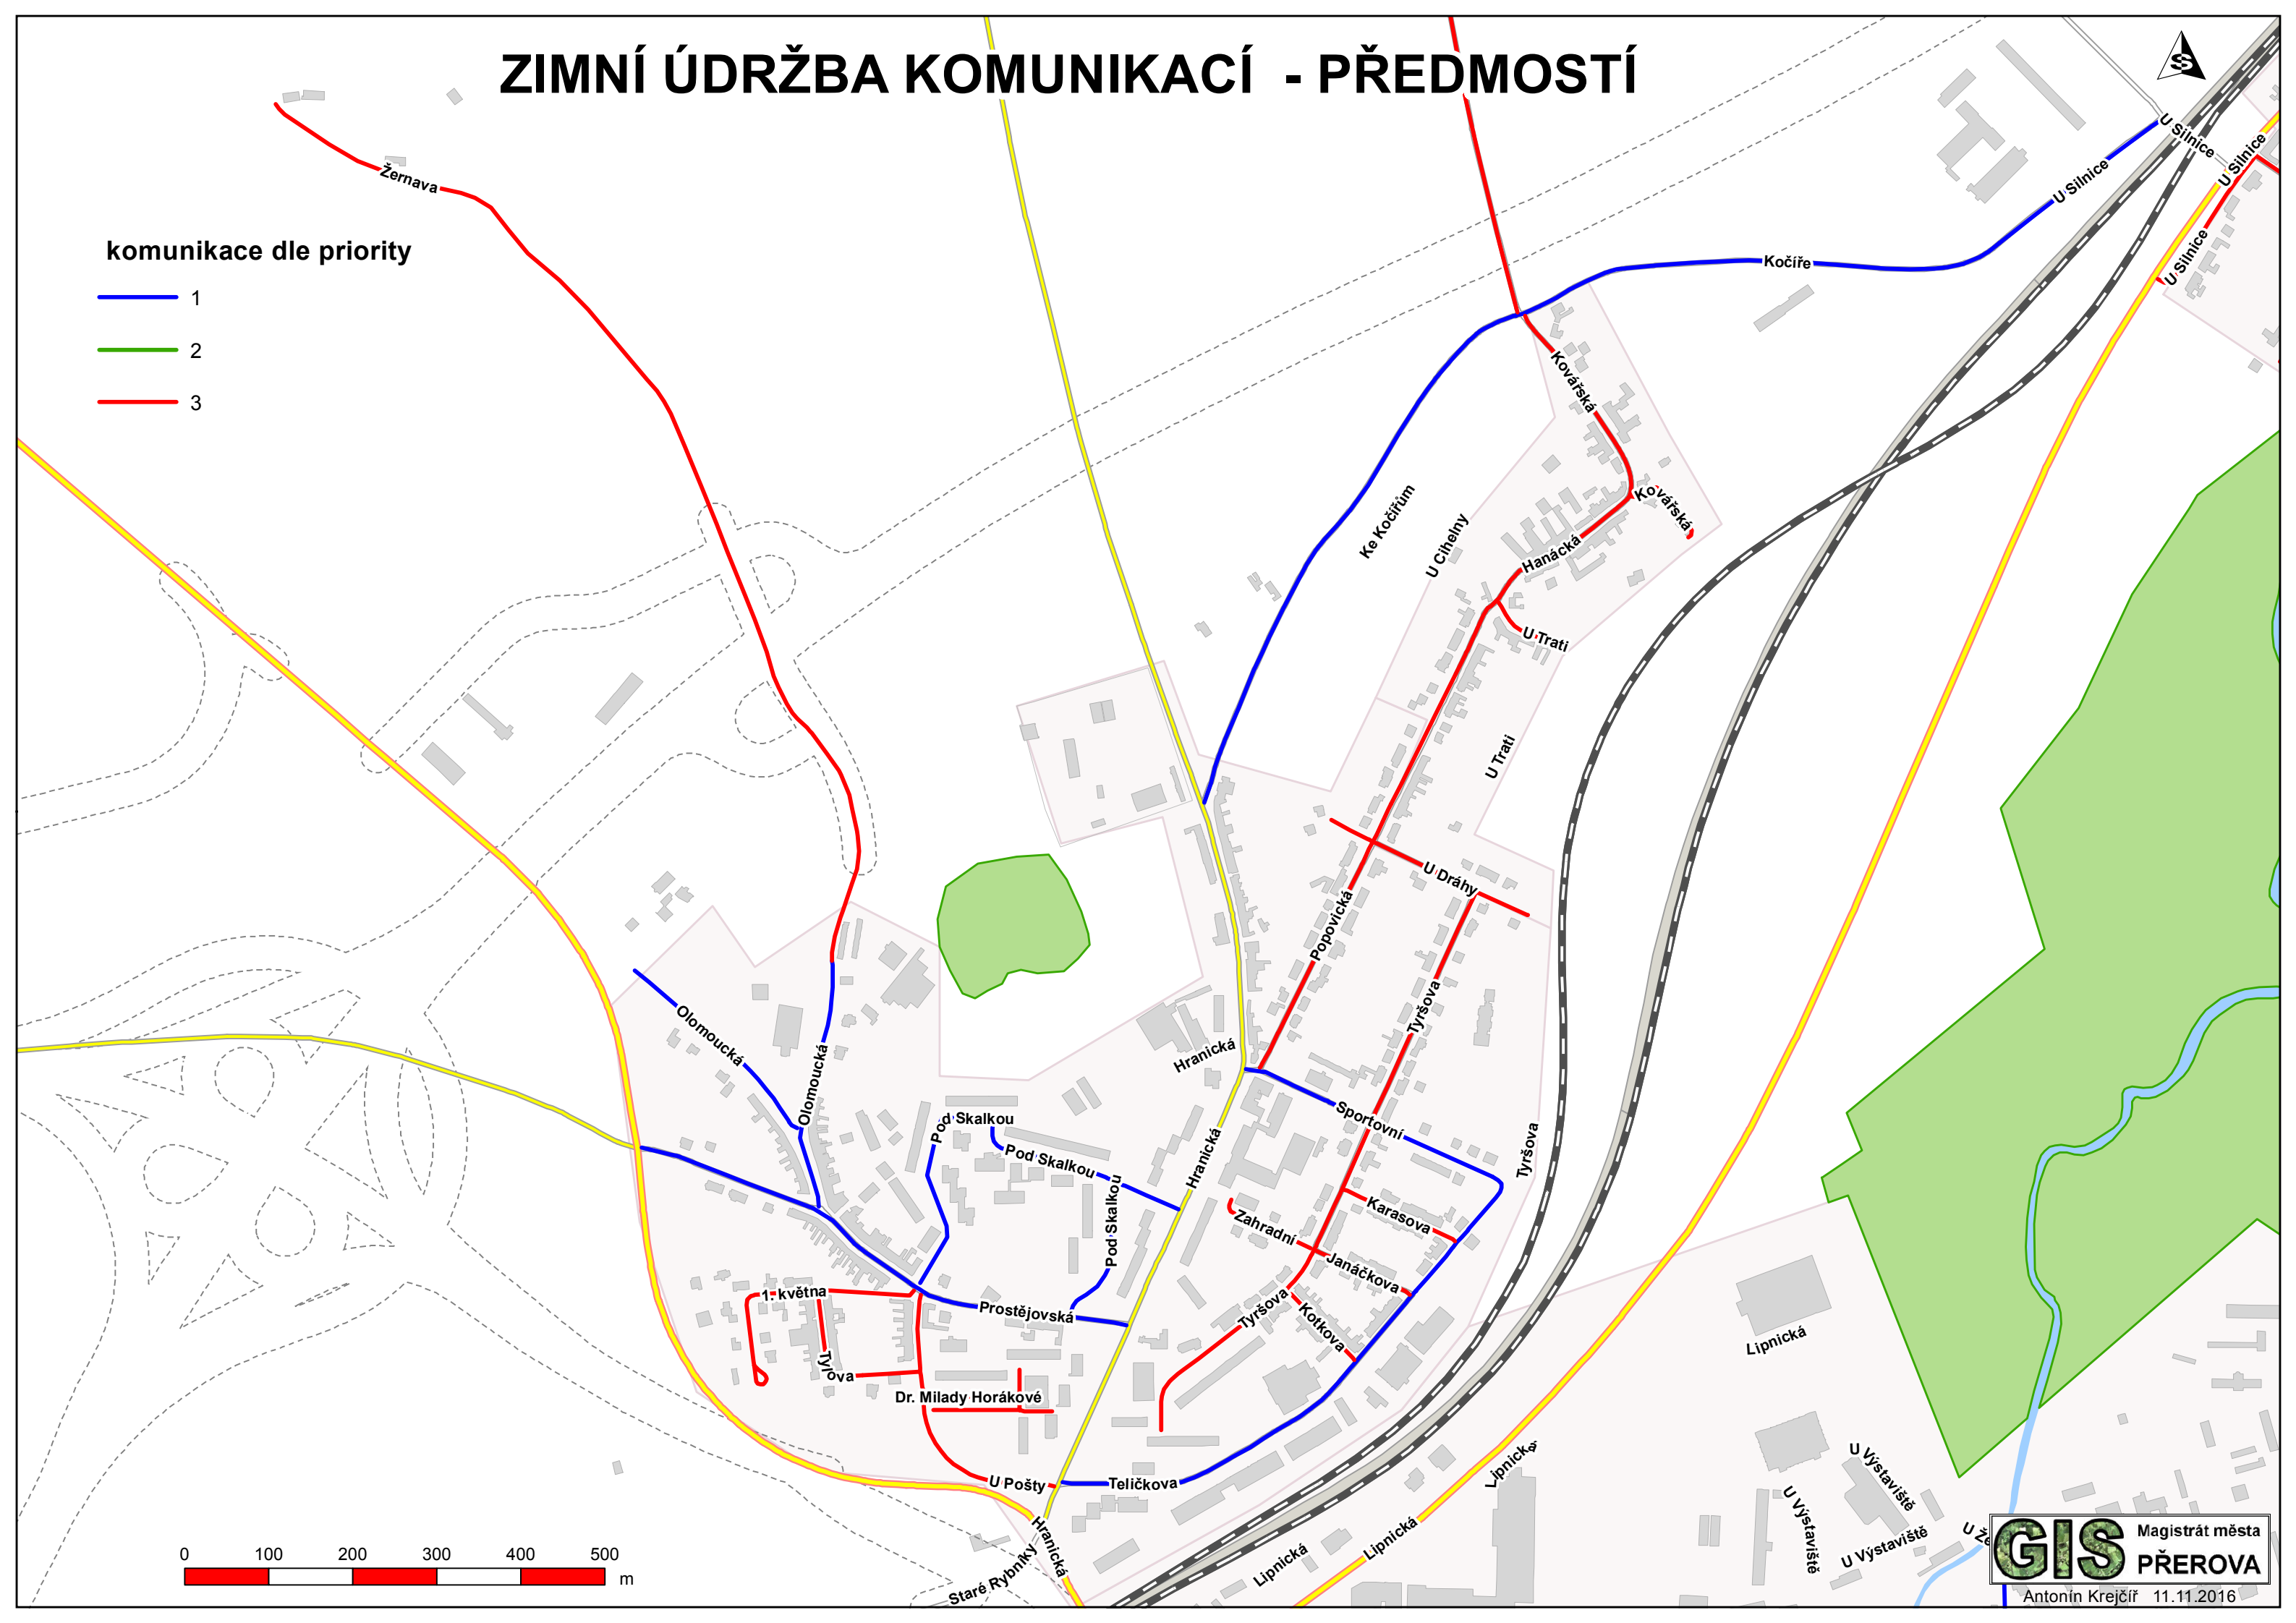 ZIMNÍ ÚDRŽBA KOMUNIKACÍ - PŘEDMOSTÍ
S
komunikace dle priority
1
2
3
Žernava
U Silnice
U Silnice
U Silnice
U Silnice
Kočíře
Kovářská
Kovářská
Ke Kočířům
U Cihelny
Hanácká
U Trati
U Trati
U Dráhy
Popovická
Tyršova
Olomoucká
Olomoucká
Hranická
Sportovní
Pod Skalkou
Pod Skalkou
Pod Skalkou
Hranická
Tyršova
Karasova
Zahradní
Janáčkova
1. května
Prostějovská
Tyršova
Kotkova
Tylova
Lipnická
Dr. Milady Horákové
U Pošty
Teličkova
Lipnická
U Výstaviště
U Výstaviště
U Výstaviště
Hranická
Staré Rybníky
Lipnická
Lipnická
0 100 200 300 400 500 m
GIS
Magistrát města
PŘEROVA
Antonín Krejčíř 11.11.2016